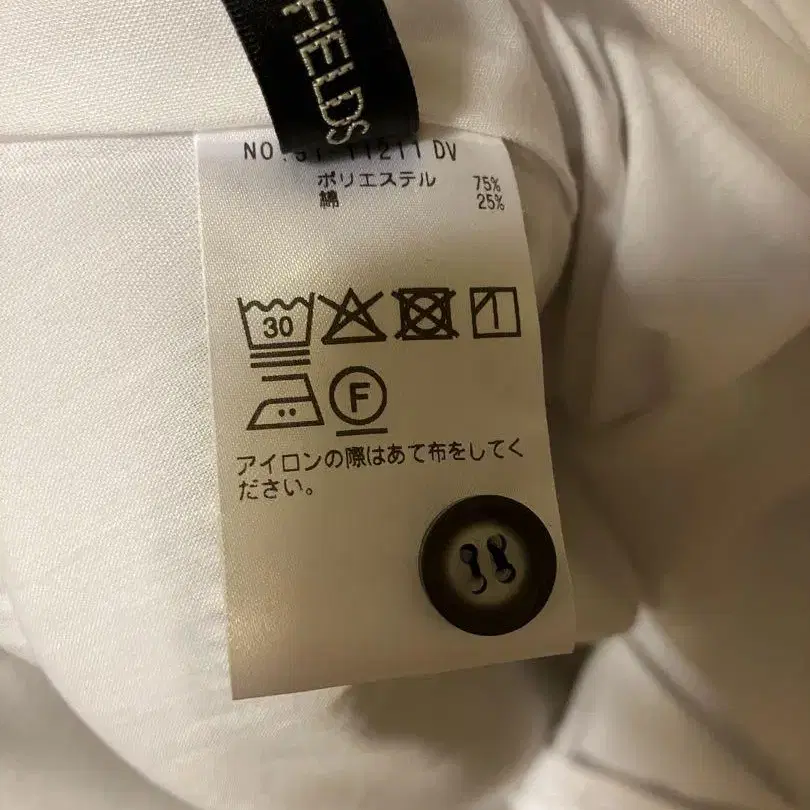 FIELDS
NO. 11211 DV
ポリエステル 75%
綿 25%
30
F
アイロンの際はあて布をしてく
ださい。